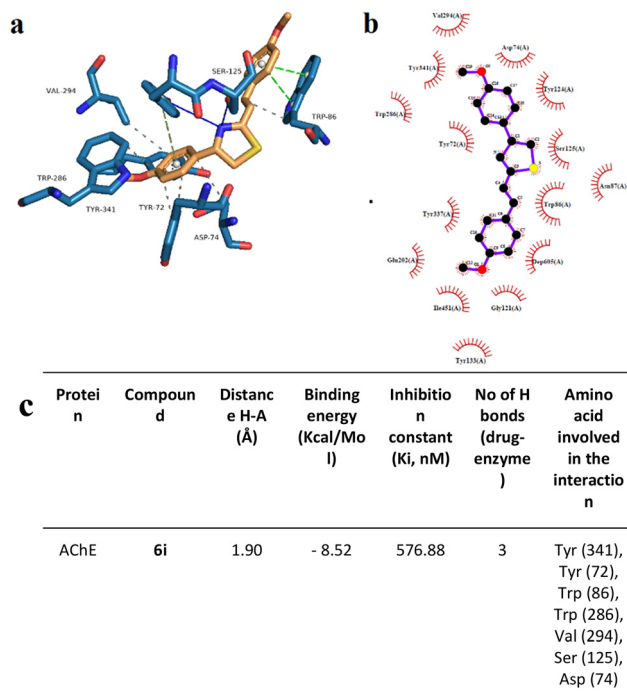 a
SER-125
VAL-294
TRP-86
TRP-286
TYR-341
TYR-72
ASP-74
b
Val294(A)
Asp74(A)
Tyr341(A)
Tyr124(A)
Trp286(A)
Tyr72(A)
Ser125(A)
Asn87(A)
Trp86(A)
Tyr337(A)
Glu202(A)
Dep605(A)
Ile451(A)
Gly121(A)
Tyr133(A)
c
Protei
n
Compoun
d
Distanc
e H-A
(Å)
Binding
energy
(Kcal/Mo
l)
Inhibitio
n
constant
(Ki, nM)
No of H
bonds
(drug-
enzyme
)
Amino
acid
involved
in the
interactio
n
AChE
6i
1.90
- 8.52
576.88
3
Tyr (341),
Tyr (72),
Trp (86),
Trp (286),
Val (294),
Ser (125),
Asp (74)